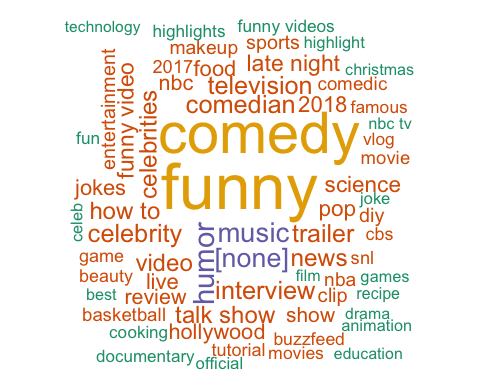 technology
highlights
funny videos
makeup
sports
highlight
2017
food
late night
christmas
entertainment
funny video
nbc
television
comedic
celebrities
comedian
2018
famous
fun
comedy
nbc tv
vlog
movie
jokes
funny
science
celeb
how to
pop
joke
diy
celebrity
humor
music
trailer
cbs
game
video
[none]
news
snl
beauty
live
film
nba
games
best
review
interview
clip
recipe
basketball
talk show
show
drama
cooking
hollywood
animation
buzzfeed
documentary
official
tutorial
movies
education